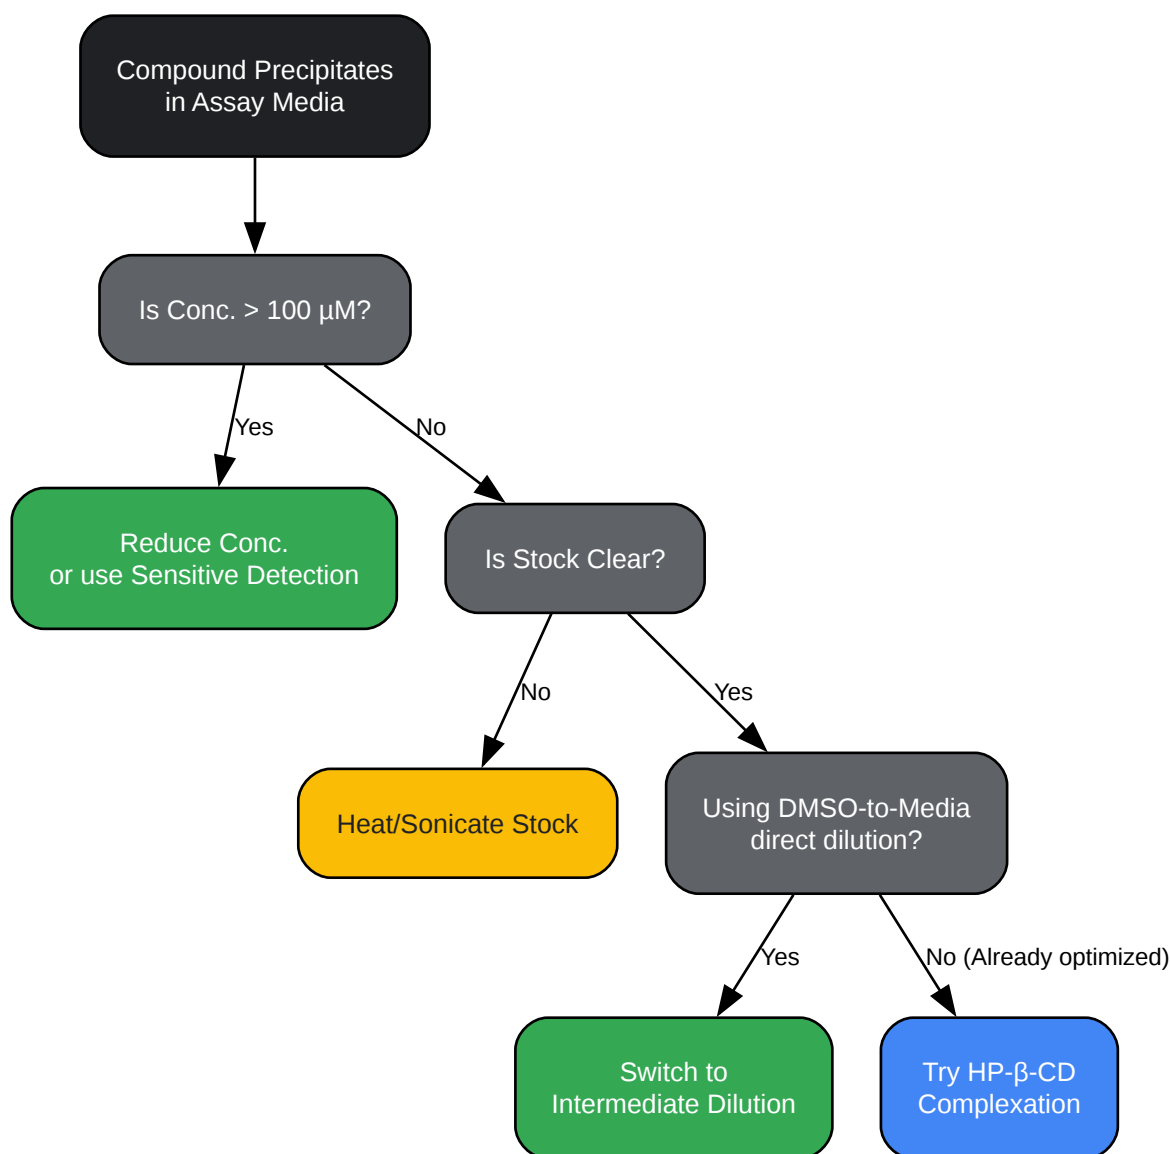 Compound Precipitates
in Assay Media
Is Conc. > 100 µM?
Yes
No
Reduce Conc.
or use Sensitive Detection
Is Stock Clear?
No
Yes
Heat/Sonicate Stock
Using DMSO-to-Media
direct dilution?
Yes
No (Already optimized)
Switch to
Intermediate Dilution
Try HP-β-CD
Complexation